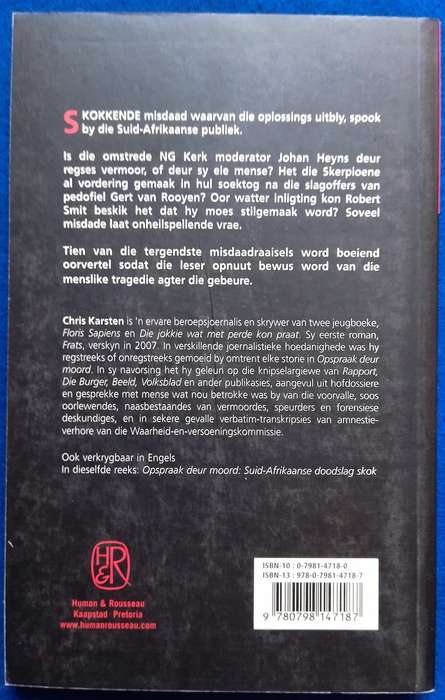 SKOKKENDE misdaad waarvan die oplossings uitbly, spook
by die Suid-Afrikaanse publiek.
Is die omstrede NG Kerk moderator Johan Heyns deur
regses vermoor, of deur sy eie mense? Het die Skerpioene
al vordering gemaak in hul soektog na die slagoffers van
pedofiel Gert van Rooyen? Oor watter inligting kon Robert
Smit beskik het dat hy moes stilgemaak word? Soveel
misdade laat onheilspellende vrae.
Tien van die tergendste misdaadraaisels word boeiend
oorvertel sodat die leser opnuut bewus word van die
menslike tragedie agter die gebeure.
Chris Karsten is 'n ervare beroepsjoernalis en skrywer van twee jeugboeke,
Floris Sapiens en Die jokkie wat met perde kon praat. Sy eerste roman,
Frats, verskyn in 2007. In verskillende joernalistieke hoedanighede was hy
regstreeks of onregstreeks gemoeid by omtrent elke storie in Opspraak deur
moord. In sy navorsing het hy geleun op die knipselargiewe van Rapport,
Die Burger, Beeld, Volksblad en ander publikasies, aangevul uit hofdossiere
en gesprekke met mense wat nou betrokke was by van die voorvalle, soos
oorlewendes, naasbestaandes van vermoordes, speurders en forensiese
deskundiges, en in sekere gevalle verbatim-transkripsies van amnestie-
verhore van die Waarheid-en-versoeningskommissie.
Ook verkrygbaar in Engels
In dieselfde reeks: Opspraak deur moord: Suid-Afrikaanse doodslag skok
H&R
Human & Rousseau
Kaapstad Pretoria
www.humanrousseau.com
ISBN-10 : 0-7981-4718-0
ISBN-13 : 978-0-7981-4718-7
9 780798 147187